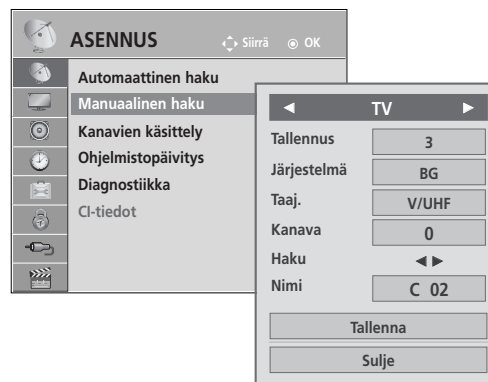 ASENNUS
Siirrä OK
Automaattinen haku
Manuaalinen haku
Kanavien käsittely
Ohjelmistopäivitys
Diagnostiikka
CI-tiedot
◄ TV ►
Tallennus 3
Järjestelmä BG
Taaj. V/UHF
Kanava 0
Haku ◄►
Nimi C 02
Tallenna
Sulje